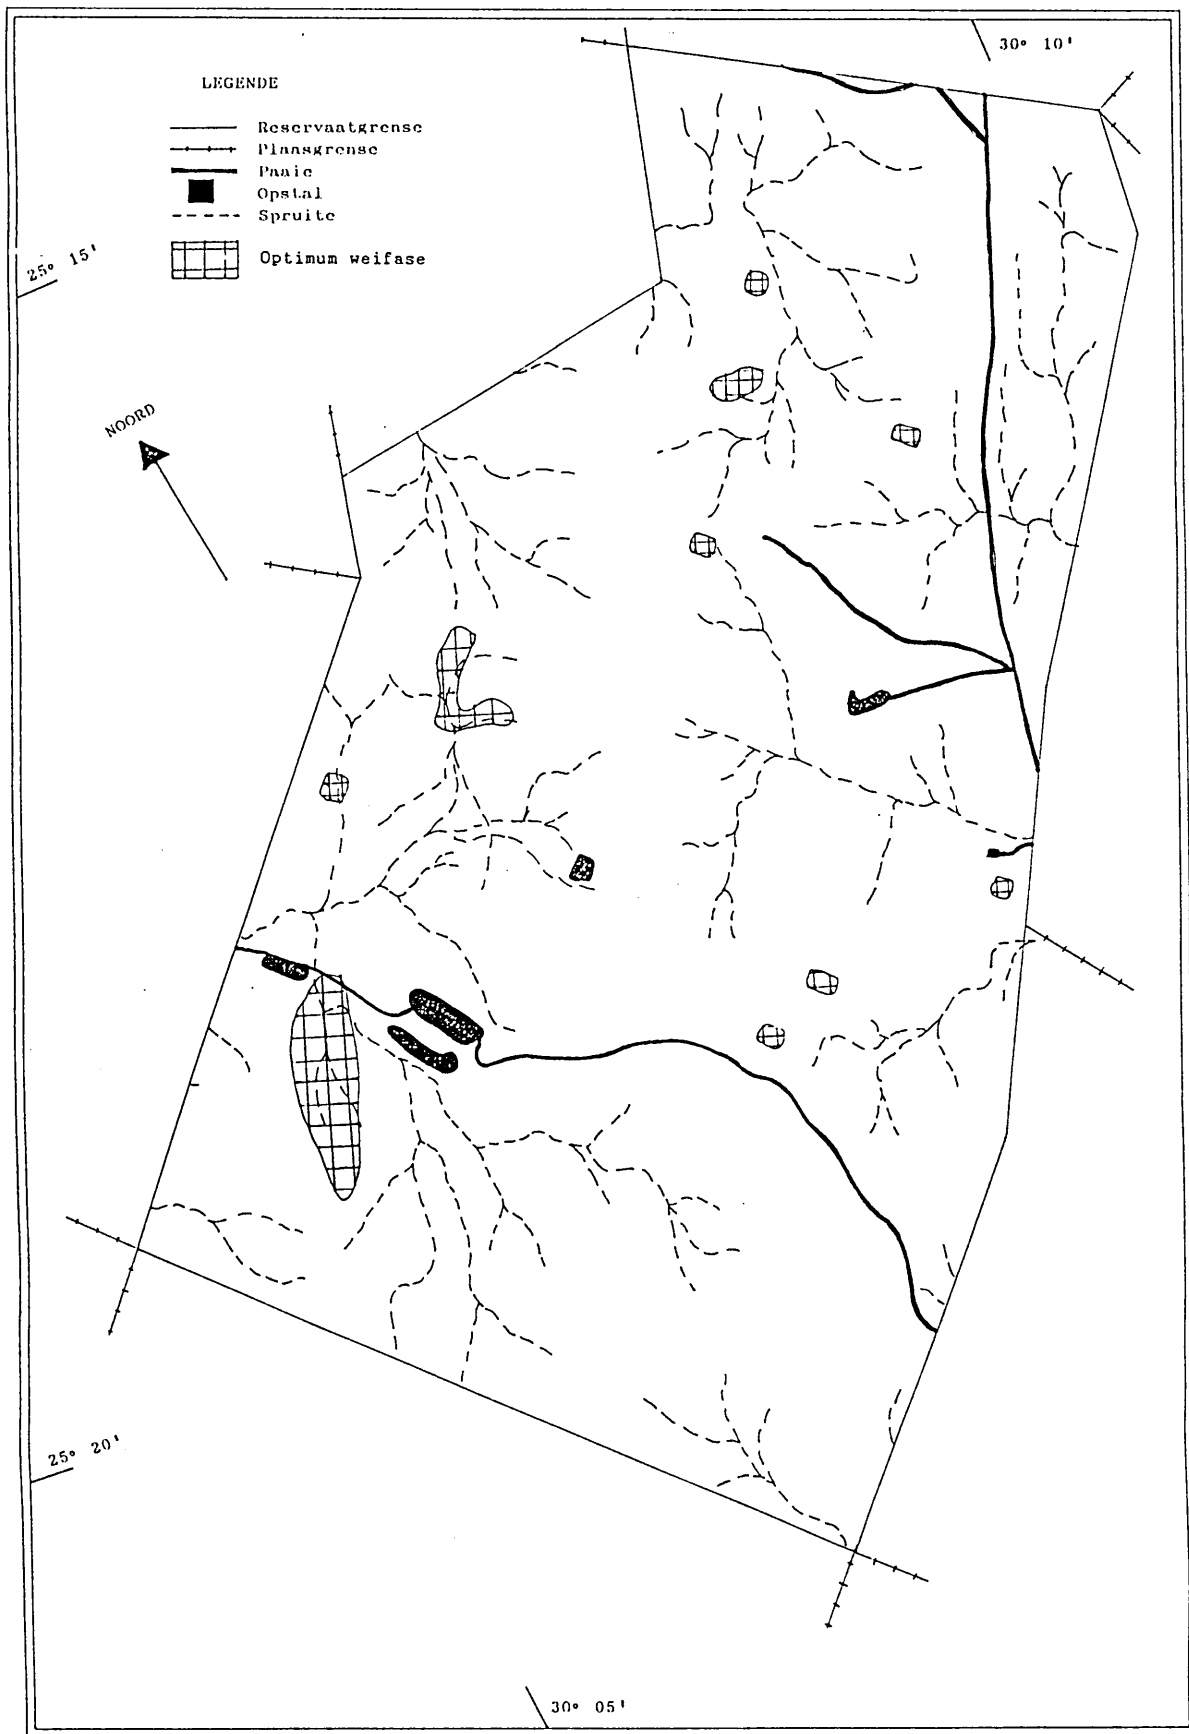 30° 10'
LEGENDE
Reservaatgrense
Plaasgrense
Paaie
Opstal
Spruite
Optimum weifase
25° 15'
NOORD
25° 20'
30° 05'